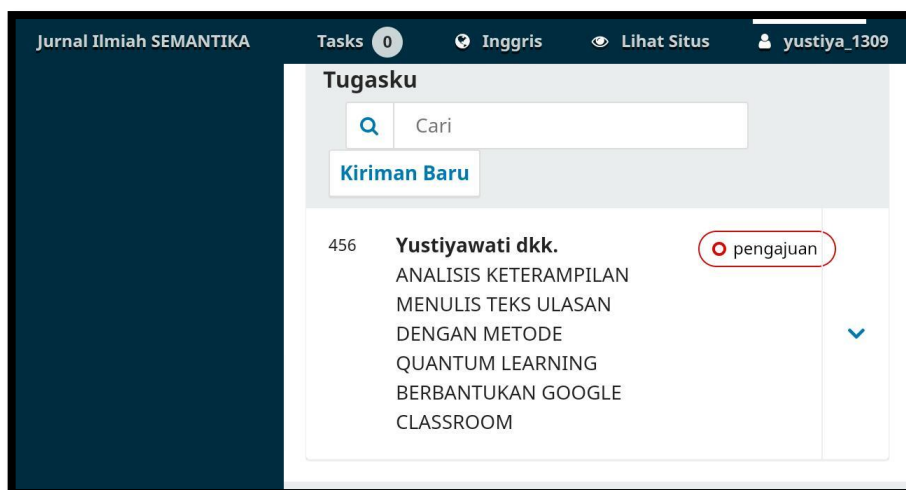 Jurnal Ilmiah SEMANTIKA Tasks 0 Inggris Lihat Situs yustiya_1309
Tugasku
Cari
Kiriman Baru
456 Yustiyawati dkk. pengajuan
ANALISIS KETERAMPILAN
MENULIS TEKS ULASAN
DENGAN METODE
QUANTUM LEARNING
BERBANTUKAN GOOGLE
CLASSROOM